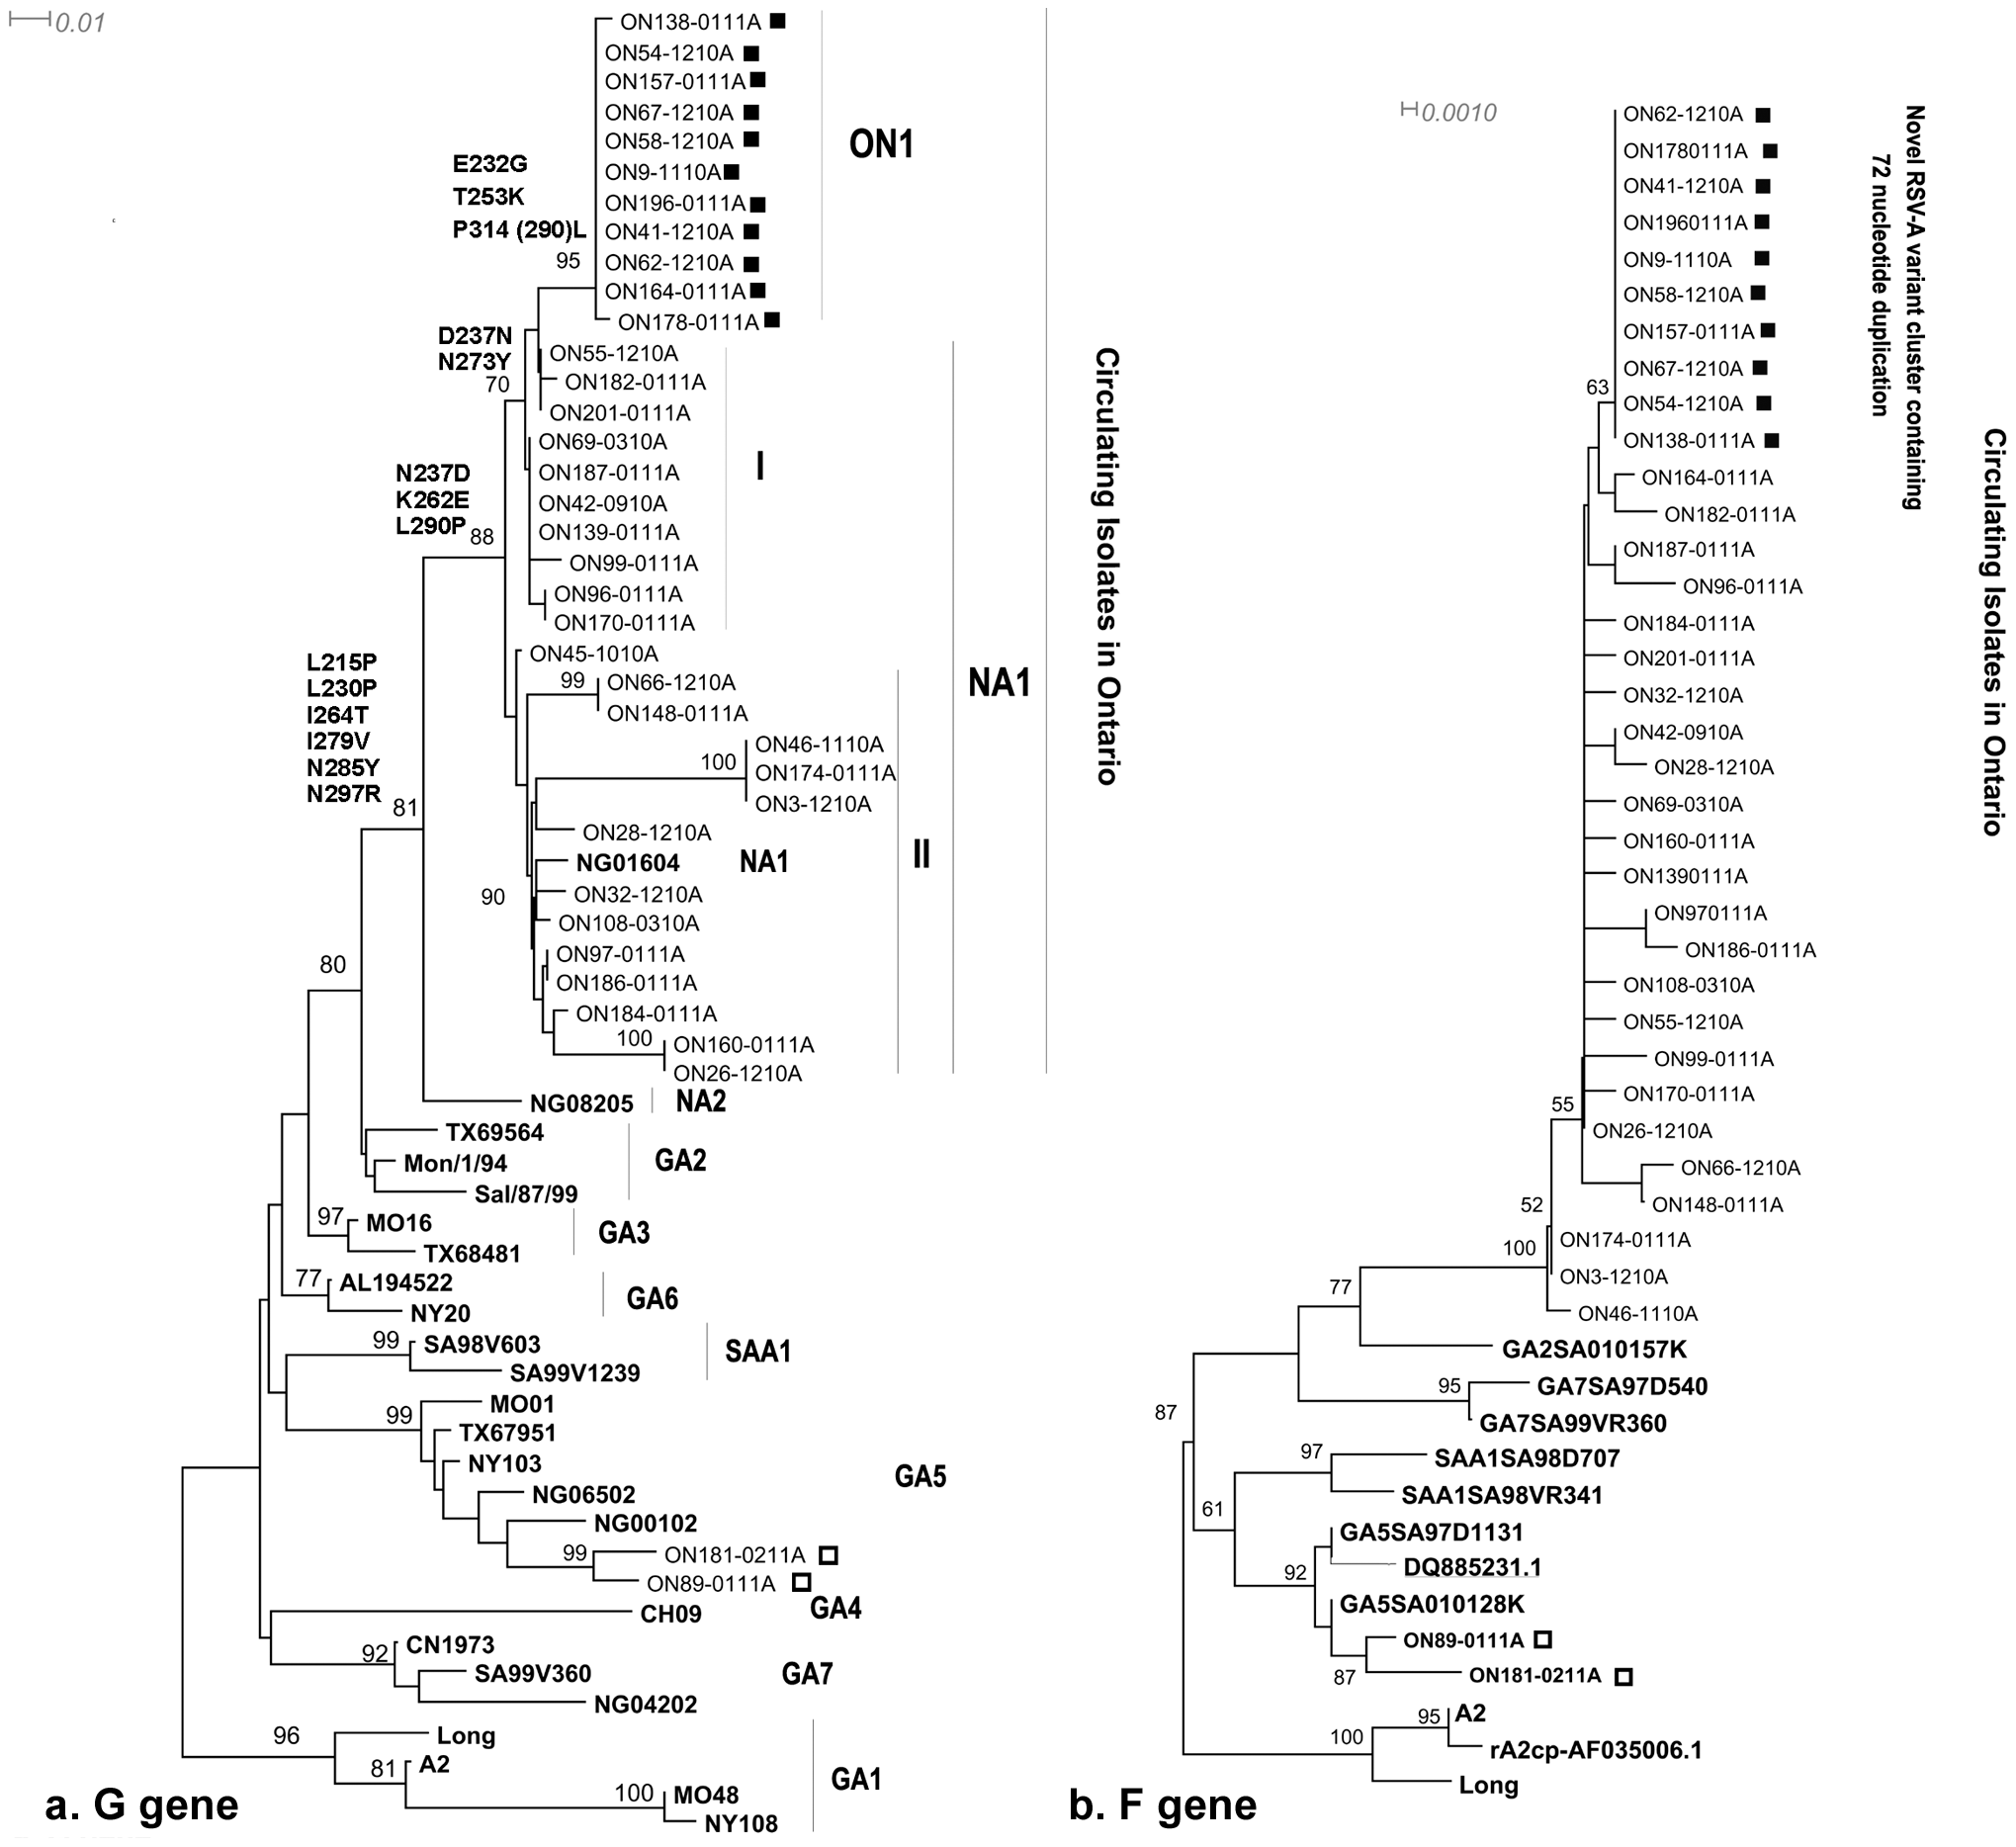 0.01
ON138-0111A
ON54-1210A
ON157-0111A
ON67-1210A
ON58-1210A
ON9-1110A
ON196-0111A
ON41-1210A
ON62-1210A
ON164-0111A
ON178-0111A
ON1
E232G
T253K
P314 (290)L
95
D237N
N273Y
70
ON55-1210A
ON182-0111A
ON201-0111A
ON69-0310A
ON187-0111A
ON42-0910A
ON139-0111A
ON99-0111A
ON96-0111A
ON170-0111A
I
N237D
K262E
L290P
88
ON45-1010A
99
ON66-1210A
ON148-0111A
100
ON46-1110A
ON174-0111A
ON3-1210A
ON28-1210A
NG01604
NA1
ON32-1210A
90
ON108-0310A
ON97-0111A
ON186-0111A
ON184-0111A
100
ON160-0111A
ON26-1210A
II
NA1
Circulating Isolates in Ontario
L215P
L230P
I264T
I279V
N285Y
N297R
81
NG08205
NA2
80
TX69564
Mon/1/94
Sal/87/99
GA2
97
MO16
TX68481
GA3
77
AL194522
NY20
GA6
99
SA98V603
SA99V1239
SAA1
99
MO01
TX67951
NY103
NG06502
NG00102
99
ON181-0211A
ON89-0111A
GA5
CH09
GA4
92
CN1973
SA99V360
NG04202
GA7
96
Long
81
A2
100
MO48
NY108
GA1
a. G gene
0.0010
ON62-1210A
ON1780111A
ON41-1210A
ON1960111A
ON9-1110A
ON58-1210A
ON157-0111A
ON67-1210A
63
ON54-1210A
ON138-0111A
Novel RSV-A variant cluster containing
72 nucleotide duplication
ON164-0111A
ON182-0111A
ON187-0111A
ON96-0111A
ON184-0111A
ON201-0111A
ON32-1210A
ON42-0910A
ON28-1210A
ON69-0310A
ON160-0111A
ON1390111A
ON970111A
ON186-0111A
ON108-0310A
ON55-1210A
ON99-0111A
ON170-0111A
55
ON26-1210A
ON66-1210A
ON148-0111A
52
ON174-0111A
100
ON3-1210A
ON46-1110A
Circulating Isolates in Ontario
77
GA2SA010157K
95
GA7SA97D540
GA7SA99VR360
87
97
SAA1SA98D707
SAA1SA98VR341
61
GA5SA97D1131
92
DQ885231.1
GA5SA010128K
ON89-0111A
87
ON181-0211A
95
A2
100
rA2cp-AF035006.1
Long
b. F gene